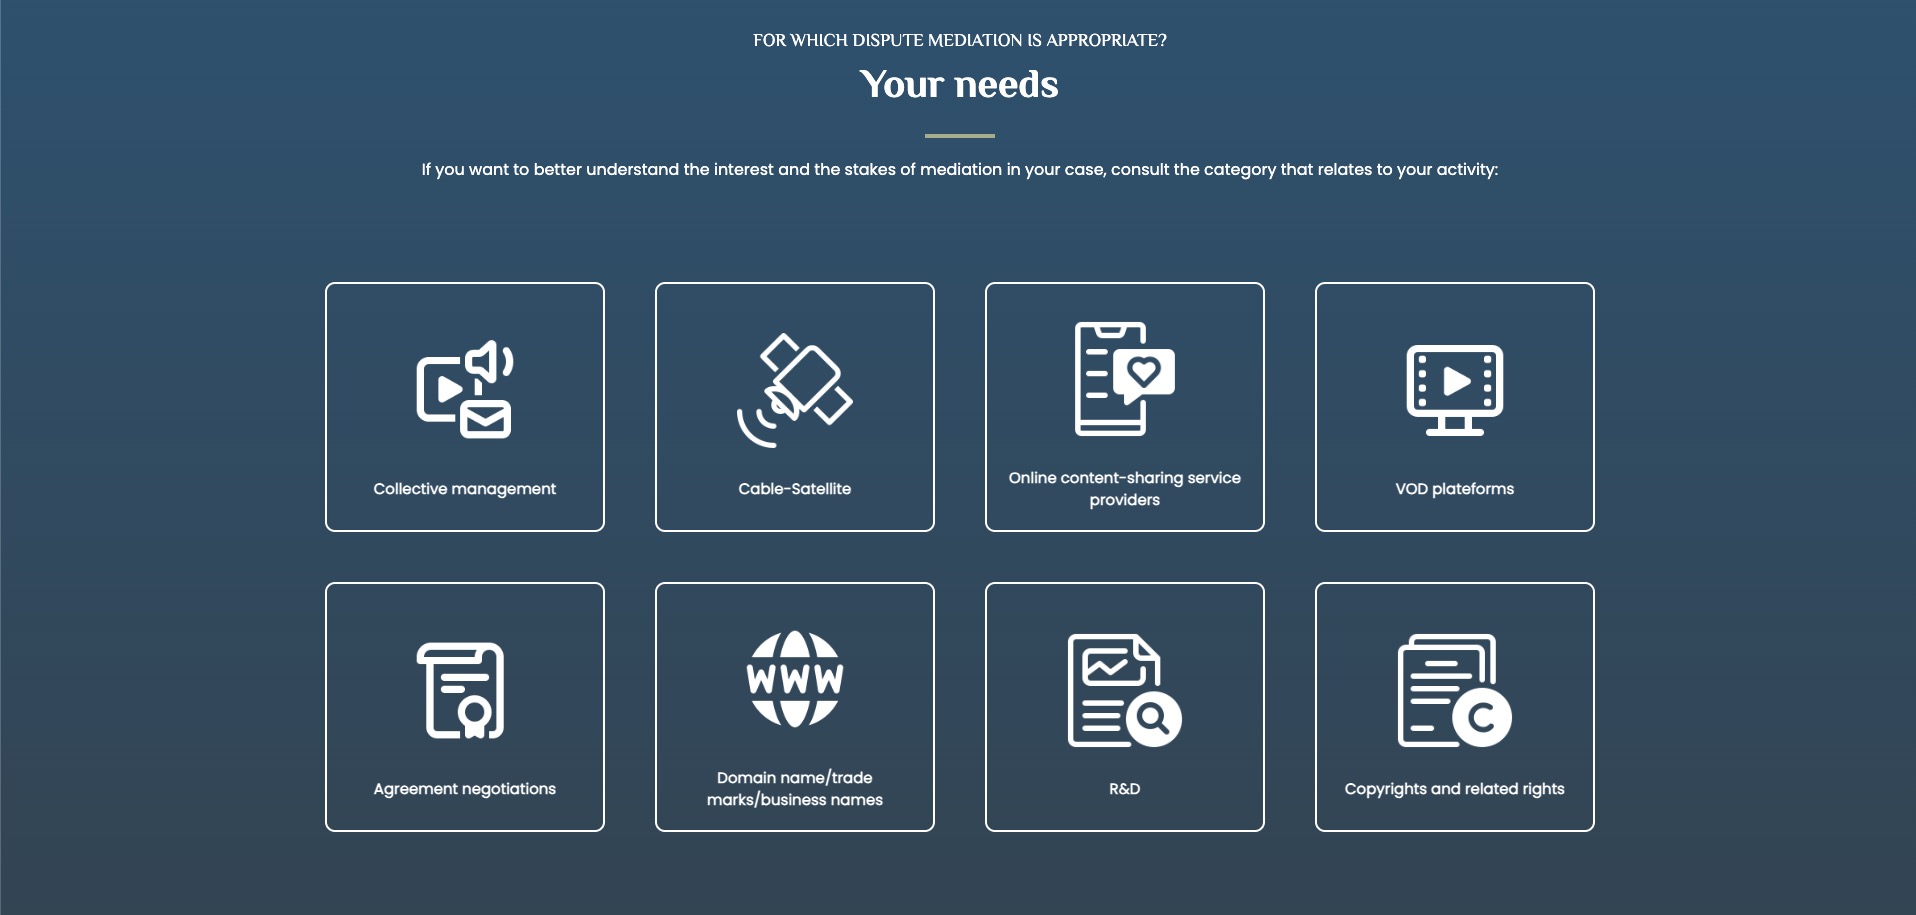 FOR WHICH DISPUTE MEDIATION IS APPROPRIATE?
Your needs
If you want to better understand the interest and the stakes of mediation in your case, consult the category that relates to your activity:
Collective management
Cable-Satellite
Online content-sharing service
providers
VOD plateforms
Agreement negotiations
WWW
Domain name/trade
marks/business names
R&D
C
Copyrights and related rights